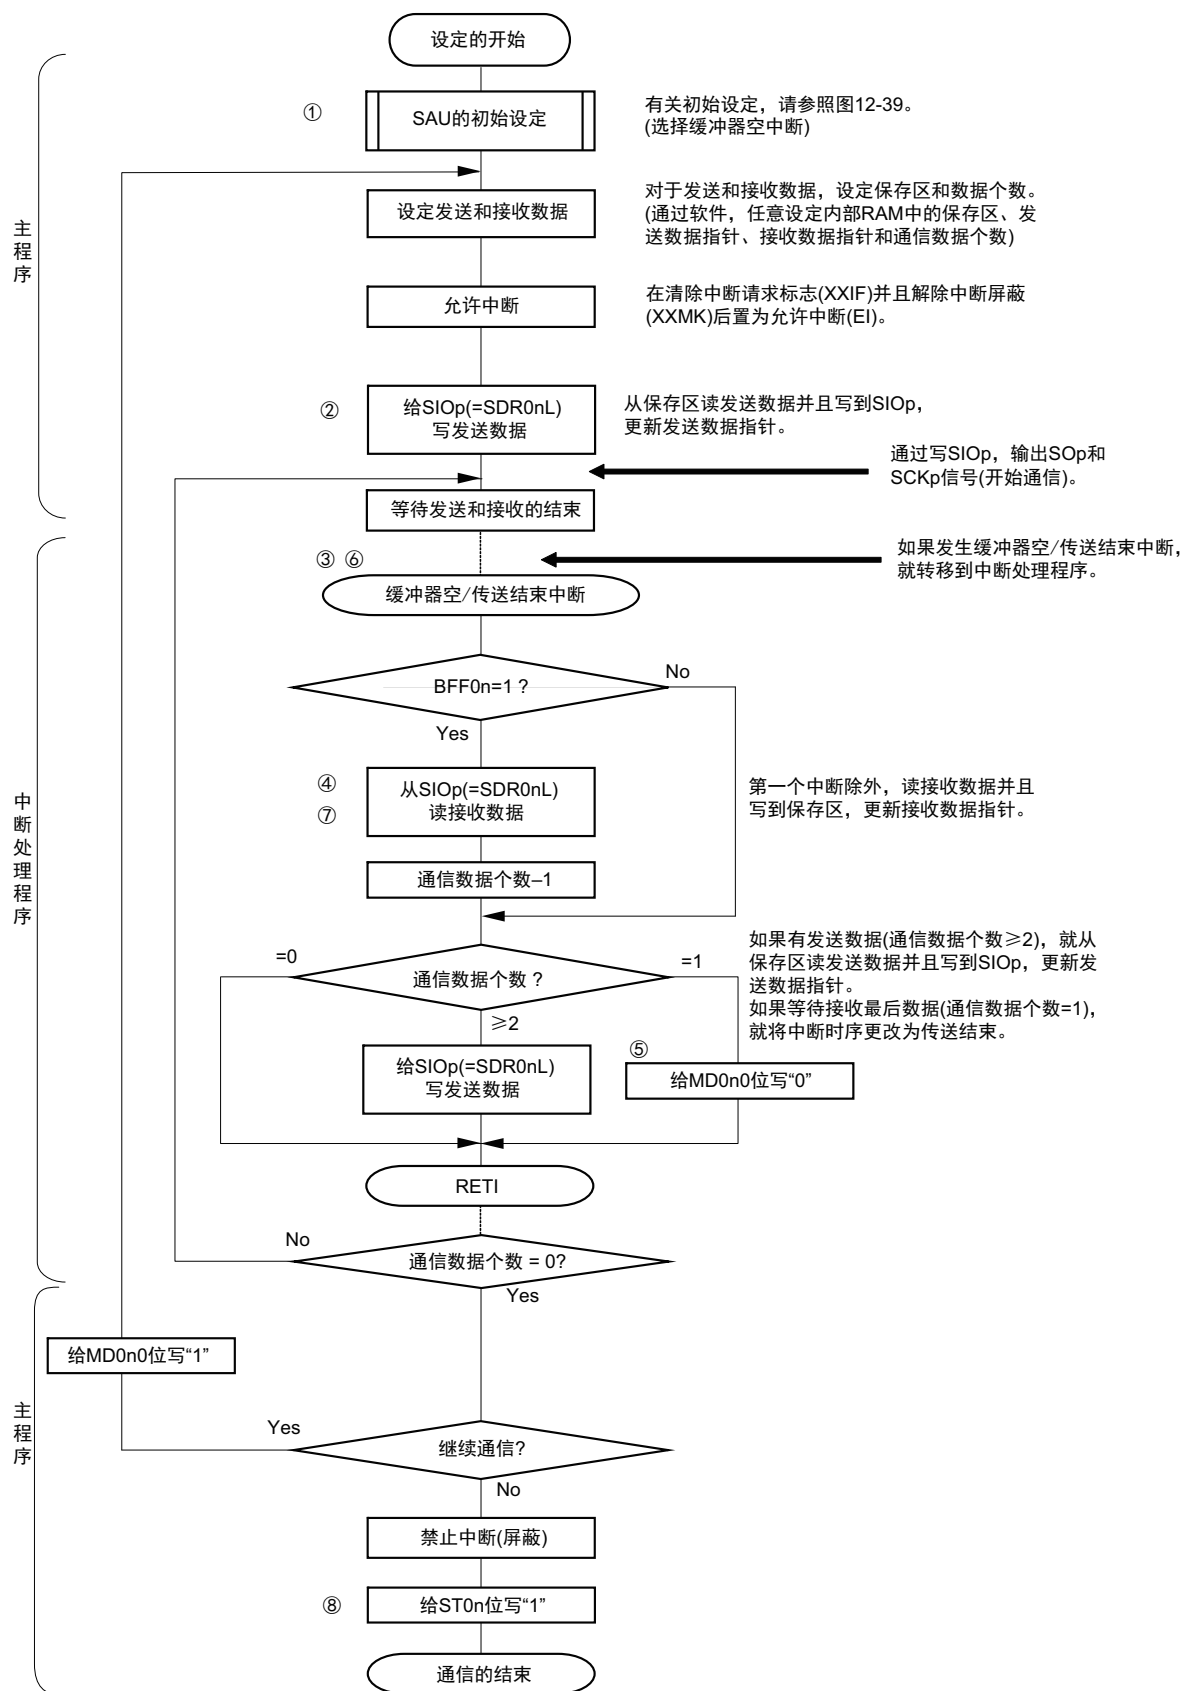 设定的开始
①
SAU的初始设定
有关初始设定，请参照图12-39。
(选择缓冲器空中断)
主程序
设定发送和接收数据
对于发送和接收数据，设定保存区和数据个数。
(通过软件，任意设定内部RAM中的保存区、发
送数据指针、接收数据指针和通信数据个数)
允许中断
在清除中断请求标志(XXIF)并且解除中断屏蔽
(XXMK)后置为允许中断(EI)。
②
给SIOp(=SDR0nL)
写发送数据
从保存区读发送数据并且写到SIOp，
更新发送数据指针。
通过写SIOp，输出SOp和
SCKp信号(开始通信)。
等待发送和接收的结束
③ ⑥
如果发生缓冲器空/传送结束中断，
就转移到中断处理程序。
缓冲器空/传送结束中断
BFF0n=1 ?
No
Yes
中断处理程序
④
⑦
从SIOp(=SDR0nL)
读接收数据
第一个中断除外，读接收数据并且
写到保存区，更新接收数据指针。
通信数据个数–1
=0
通信数据个数 ?
=1
≥2
如果有发送数据(通信数据个数≥2)，就从
保存区读发送数据并且写到SIOp，更新发
送数据指针。
如果等待接收最后数据(通信数据个数=1)，
就将中断时序更改为传送结束。
给SIOp(=SDR0nL)
写发送数据
⑤
给MD0n0位写“0”
RETI
No
通信数据个数 = 0?
Yes
给MD0n0位写“1”
主程序
Yes
继续通信?
No
禁止中断(屏蔽)
⑧
给ST0n位写“1”
通信的结束